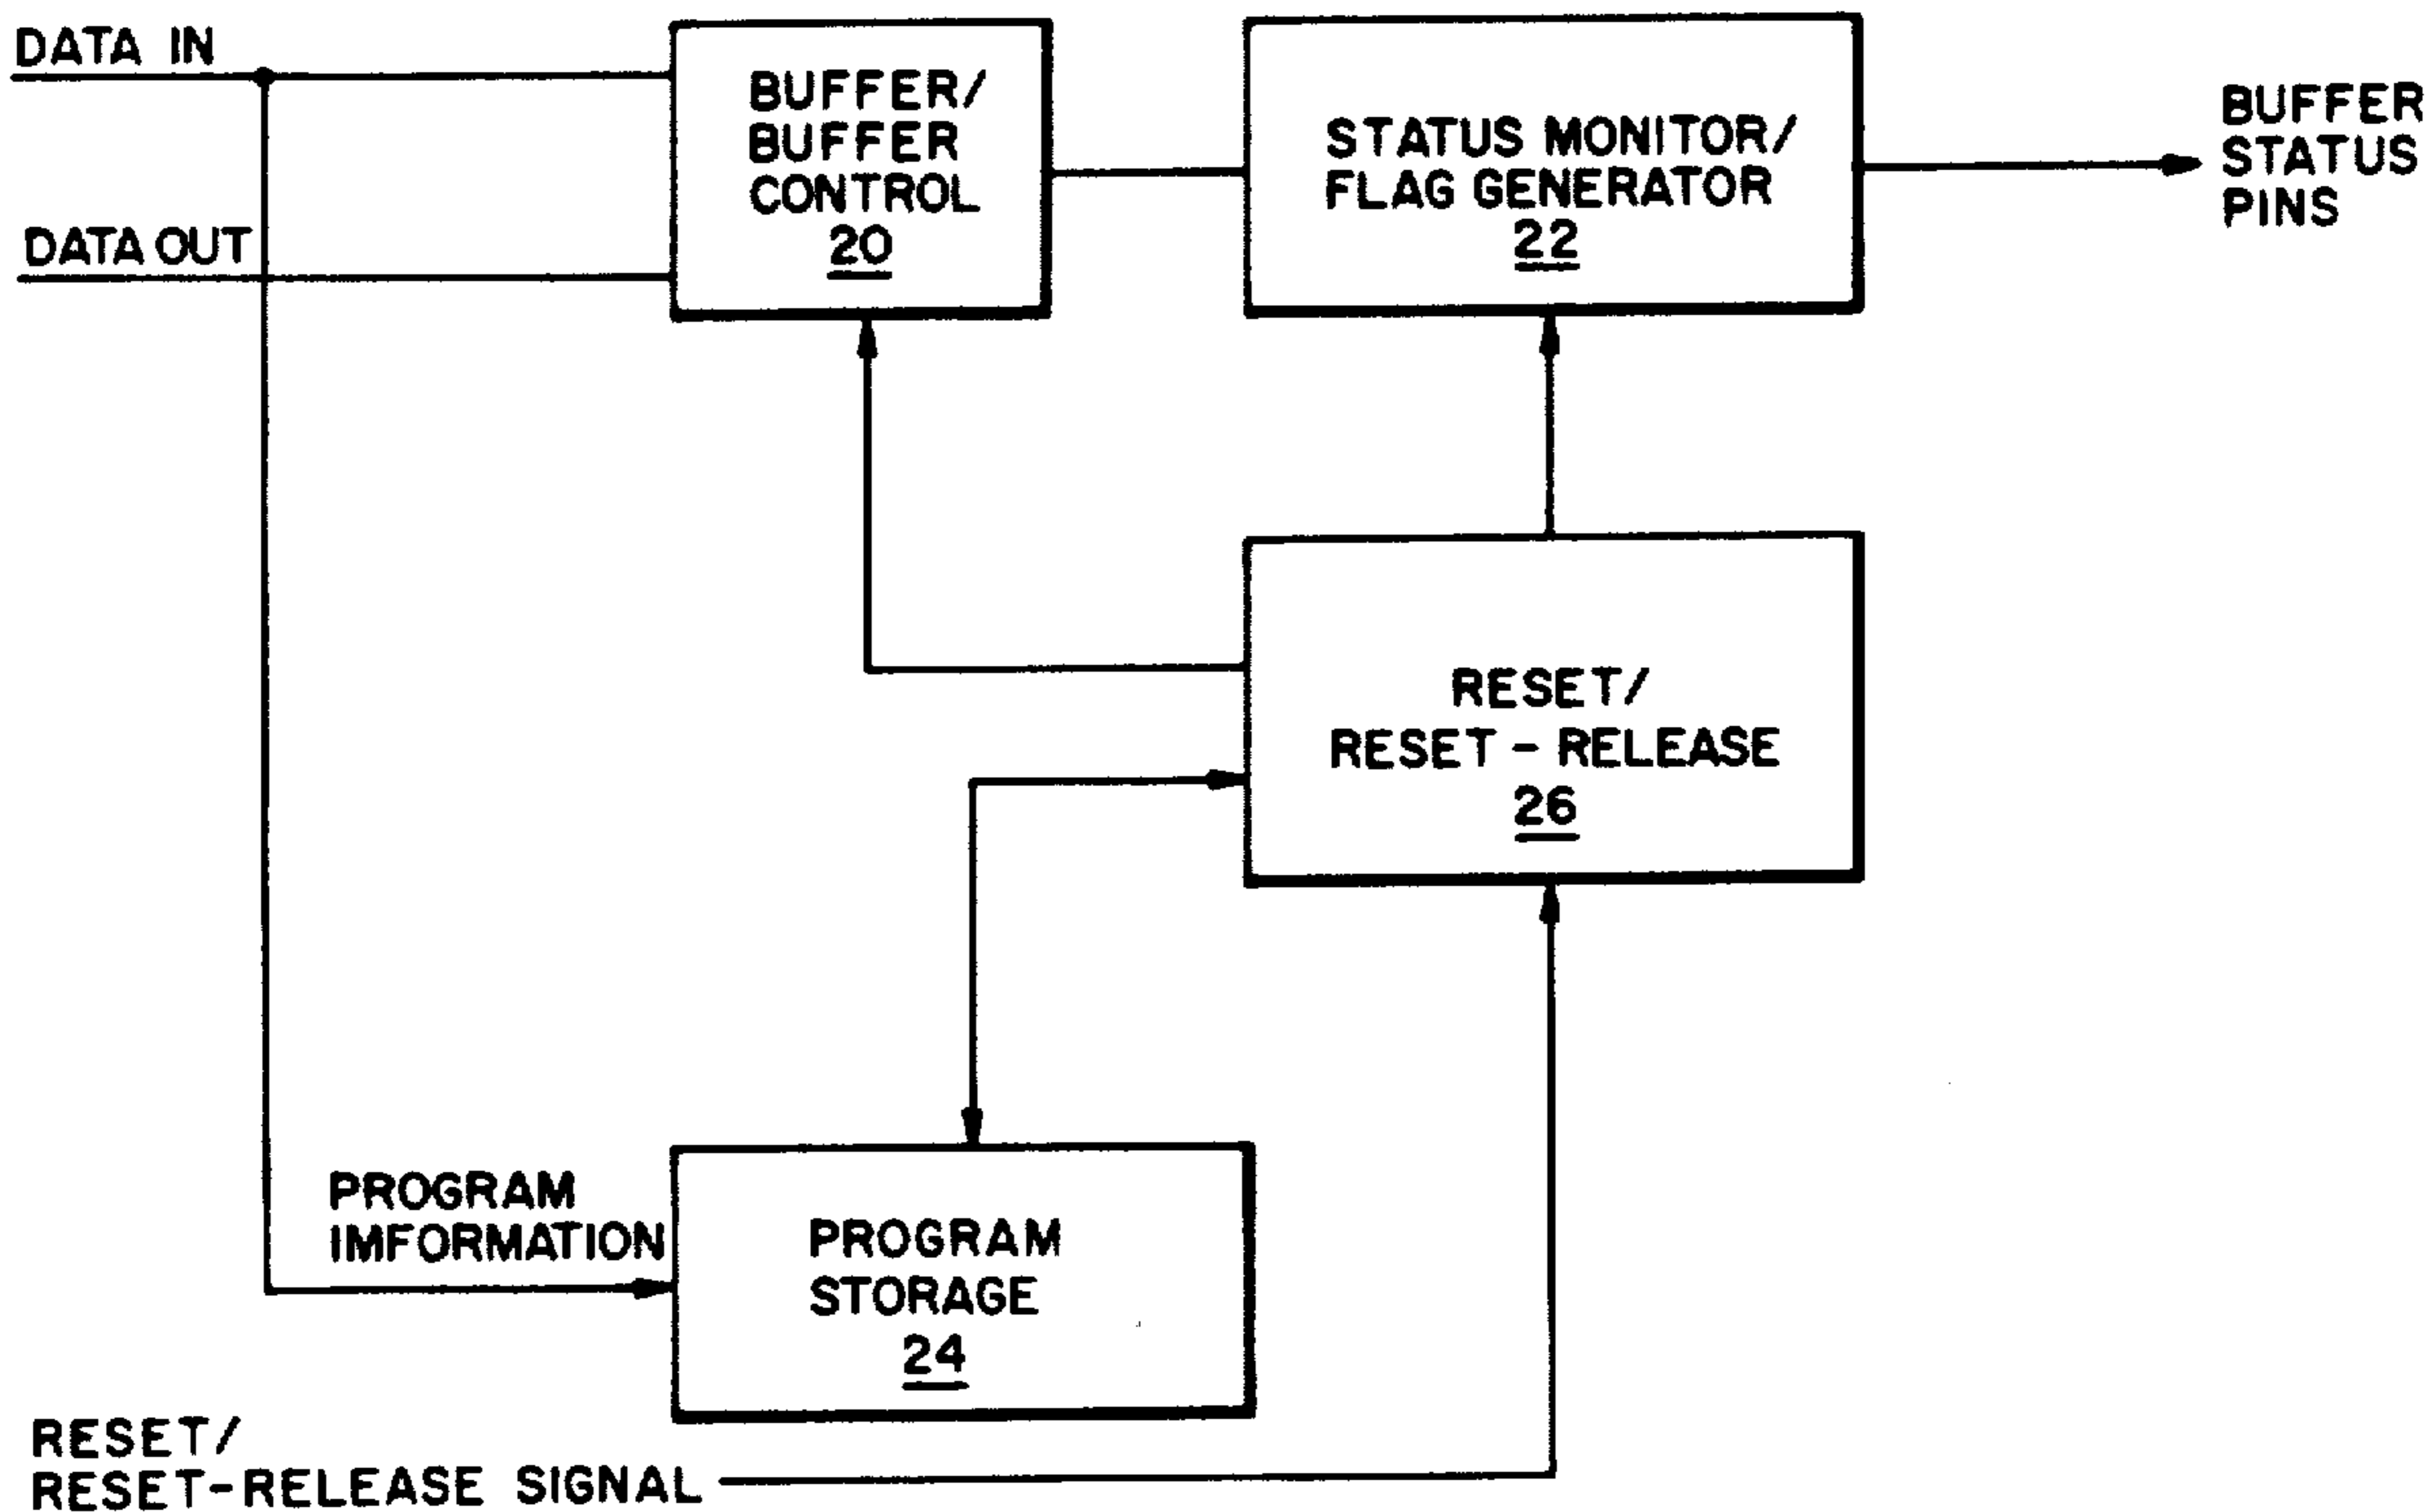 DATA IN
BUFFER/
BUFFER
CONTROL
20
STATUS MONITOR/
FLAG GENERATOR
22
BUFFER
STATUS
PINS
DATA OUT
RESET/
RESET - RELEASE
26
PROGRAM
IMFORMATION
PROGRAM
STORAGE
24
RESET/
RESET-RELEASE SIGNAL